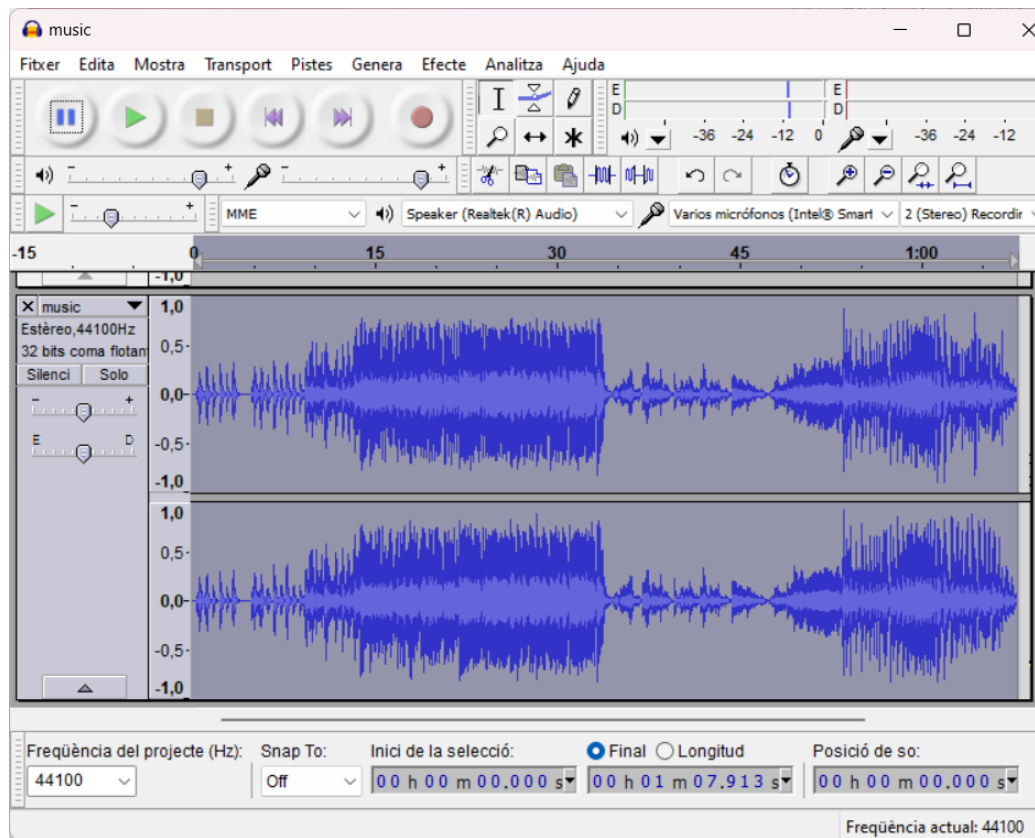 music
Fitxer Edita Mostra Transport Pistes Genera Efecte Analitza Ajuda
E E
D D
-36 -24 -12 0 -36 -24 -12
- + - +
- + MME Speaker (Realtek(R) Audio) Varios micrófonos (Intel® Smart 2 (Stereo) Recordir
-15 0 15 30 45 1:00
-1,0
music 1,0
Estèreo,44100Hz
32 bits coma flotan 0,5
Silenci Solo
- + 0,0
E D -0,5
-1,0
1,0
0,5
0,0
-0,5
-1,0
Freqüència del projecte (Hz): Snap To: Inici de la selecció: Final Longitud Posició de so:
44100 Off 00 h 00 m 00.000 s 00 h 01 m 07.913 s 00 h 00 m 00.000 s
Freqüència actual: 44100